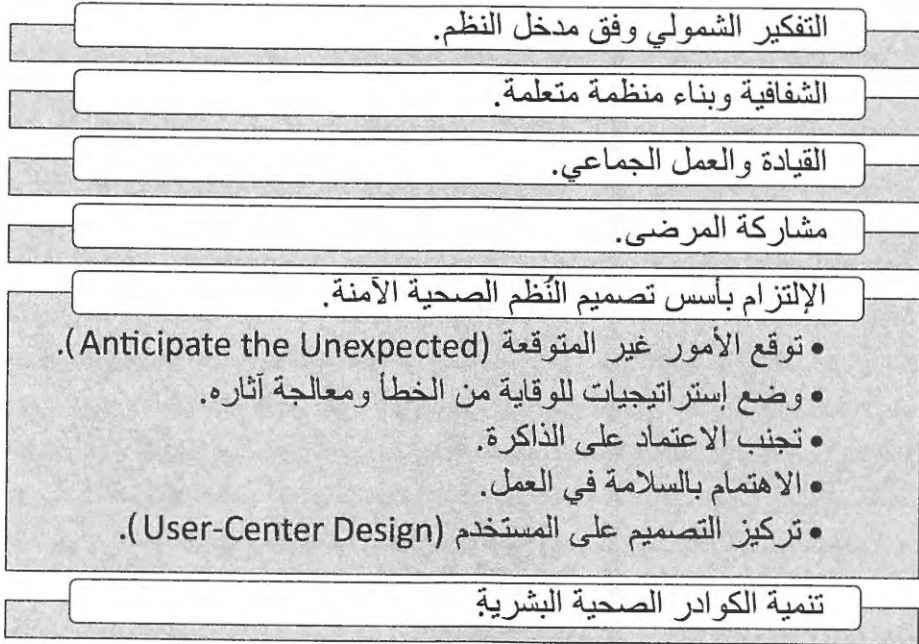 التفكير الشمولي وفق مدخل النظم.
الشفافية وبناء منظمة متعلمة.
القيادة والعمل الجماعي.
مشاركة المرضى.
الإلتزام بأسس تصميم النُظم الصحية الآمنة.
• توقع الأمور غير المتوقعة (Anticipate the Unexpected).
• وضع إستراتيجيات للوقاية من الخطأ ومعالجة آثاره.
• تجنب الاعتماد على الذاكرة.
• الاهتمام بالسلامة في العمل.
• تركيز التصميم على المستخدم (User-Center Design).
تنمية الكوادر الصحية البشرية.